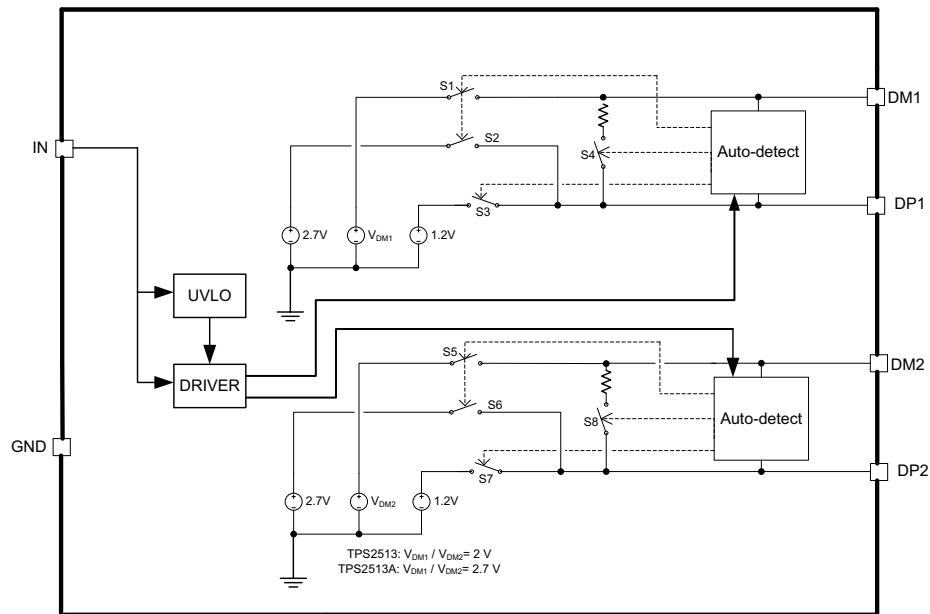 S1
DM1
S2
IN
S4
Auto-detect
S3
DP1
2.7V
VDM1
1.2V
UVLO
S5
DM2
DRIVER
S6
S8
Auto-detect
GND
S7
DP2
2.7V
VDM2
1.2V
TPS2513: VDM1 / VDM2= 2 V
TPS2513A: VDM1 / VDM2= 2.7 V